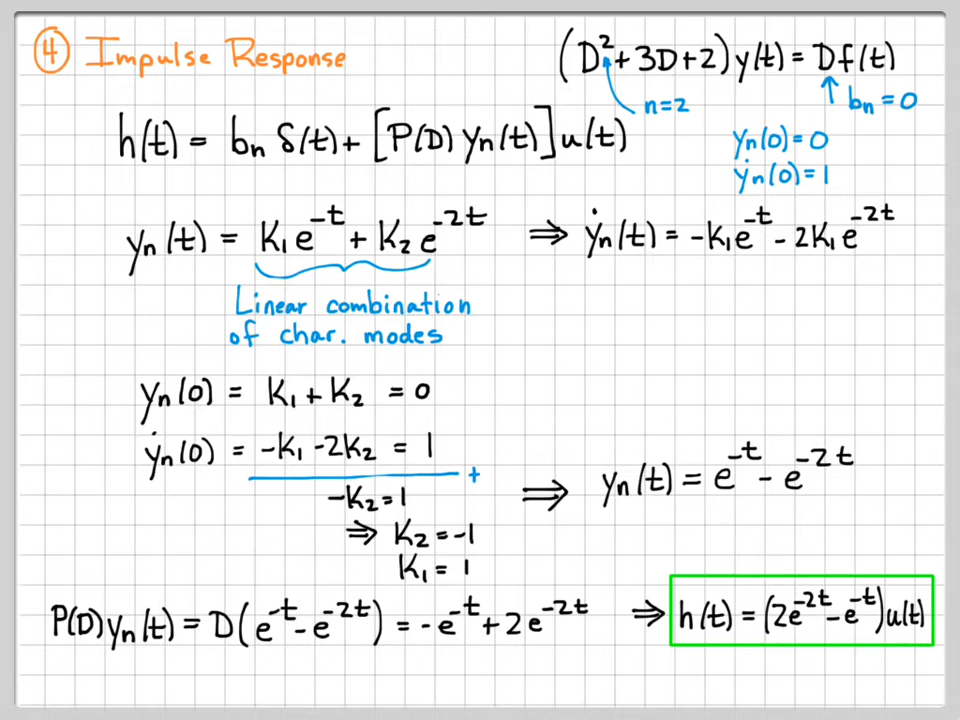 ④ Impulse Response
(D²+3D+2)y(t) = Df(t)
n=2
bₙ = 0
h(t) = bₙ δ(t) + [P(D) yₙ(t)]u(t)
yₙ(0) = 0
ẏₙ(0) = 1
yₙ(t) = K₁e^{-t} + K₂e^{-2t} ⇒ ẏₙ(t) = -K₁e^{-t} - 2K₁e^{-2t}
Linear combination
of char. modes
yₙ(0) = K₁ + K₂ = 0
ẏₙ(0) = -K₁ -2K₂ = 1
+
-K₂ = 1
⇒ K₂ = -1
K₁ = 1
⇒ yₙ(t) = e^{-t} - e^{-2t}
P(D)yₙ(t) = D(e^{-t} - e^{-2t}) = -e^{-t} + 2e^{-2t} ⇒ h(t) = (2e^{-2t} - e^{-t})u(t)